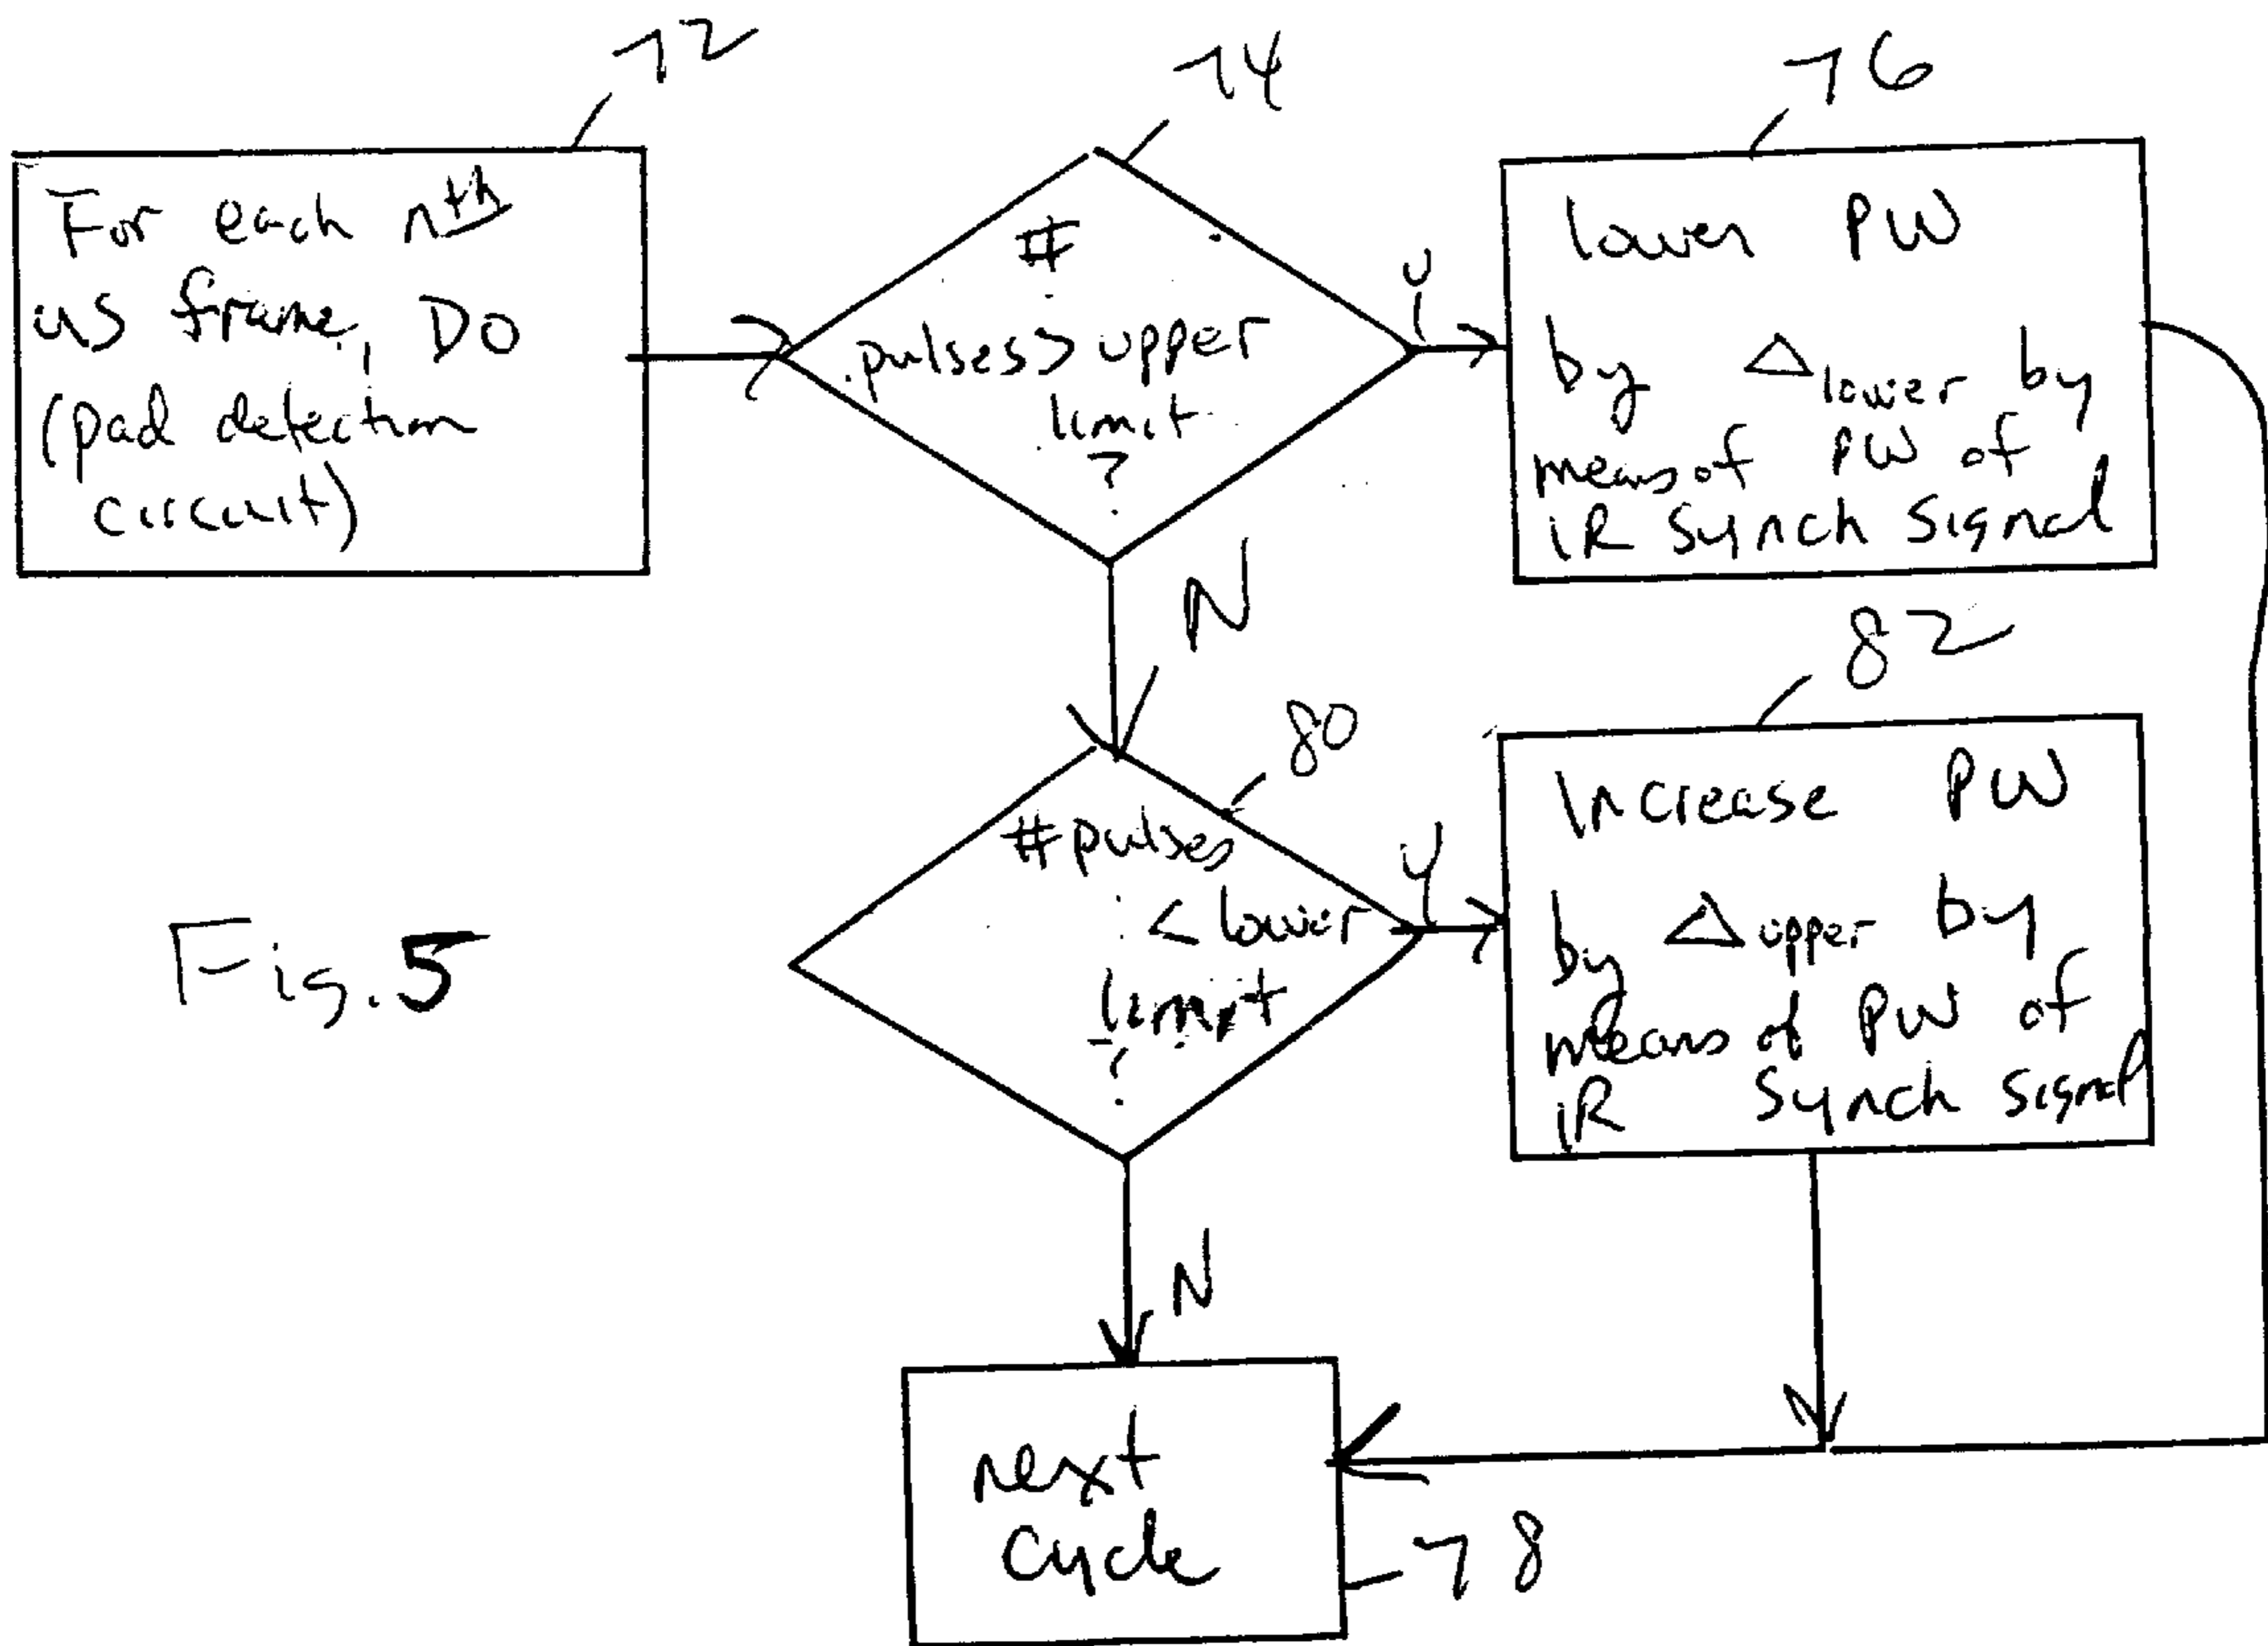 72
For each nth
US frame, DO
(pad detection
circuit)
74
#
pulses > upper
limit
?
Y
N
76
lower PW
by Δlower by
means of PW of
IR Synch Signal
80
#pulses
< lower
limit
?
Y
N
82
Increase PW
by Δupper by
means of PW of
IR Synch Signal
Fig. 5
next
cycle
78